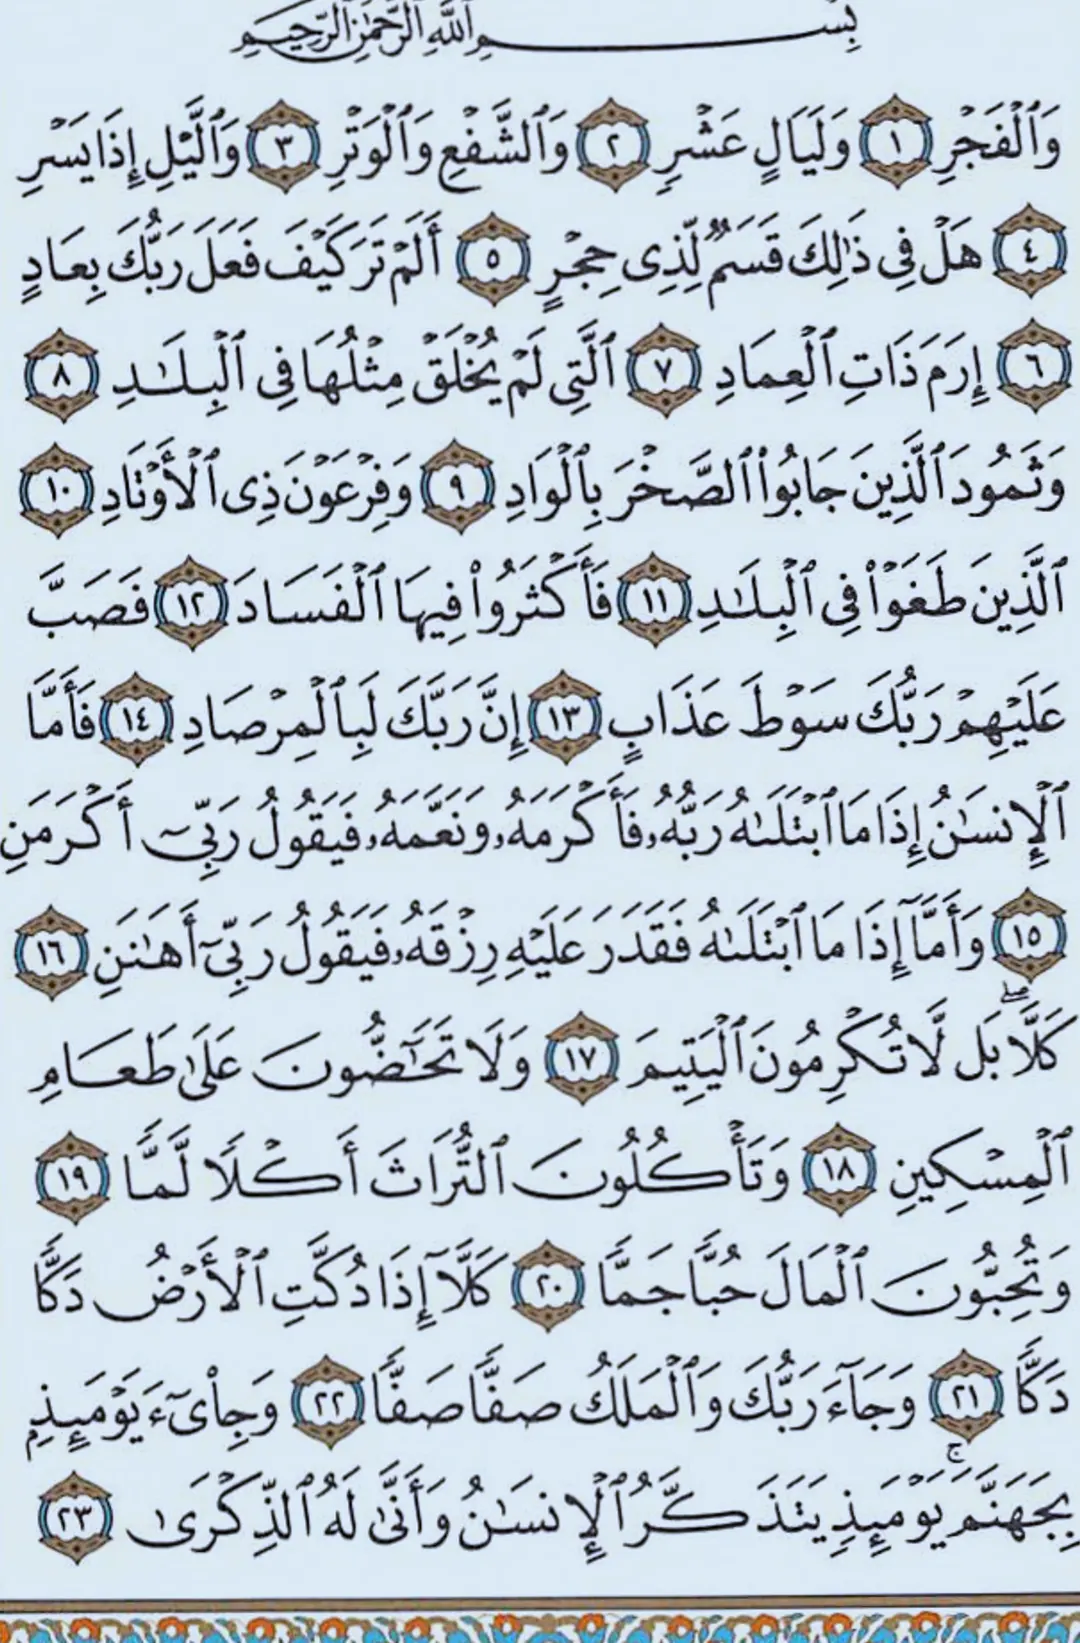 بِسْمِ ٱللَّهِ ٱلرَّحْمَٰنِ ٱلرَّحِيمِ
وَٱلْفَجْرِ ١ وَلَيَالٍ عَشْرٍ ٢ وَٱلشَّفْعِ وَٱلْوَتْرِ ٣ وَٱلَّيْلِ إِذَا يَسْرِ
٤ هَلْ فِى ذَٰلِكَ قَسَمٌ لِّذِى حِجْرٍ ٥ أَلَمْ تَرَ كَيْفَ فَعَلَ رَبُّكَ بِعَادٍ
٦ إِرَمَ ذَاتِ ٱلْعِمَادِ ٧ ٱلَّتِى لَمْ يُخْلَقْ مِثْلُهَا فِى ٱلْبِلَـٰدِ ٨
وَثَمُودَ ٱلَّذِينَ جَابُوا۟ ٱلصَّخْرَ بِٱلْوَادِ ٩ وَفِرْعَوْنَ ذِى ٱلْأَوْتَادِ ١٠
ٱلَّذِينَ طَغَوْا۟ فِى ٱلْبِلَـٰدِ ١١ فَأَكْثَرُوا۟ فِيهَا ٱلْفَسَادَ ١٢ فَصَبَّ
عَلَيْهِمْ رَبُّكَ سَوْطَ عَذَابٍ ١٣ إِنَّ رَبَّكَ لَبِٱلْمِرْصَادِ ١٤ فَأَمَّا
ٱلْإِنسَـٰنُ إِذَا مَا ٱبْتَلَىٰهُ رَبُّهُۥ فَأَكْرَمَهُۥ وَنَعَّمَهُۥ فَيَقُولُ رَبِّىٓ أَكْرَمَنِ
١٥ وَأَمَّآ إِذَا مَا ٱبْتَلَىٰهُ فَقَدَرَ عَلَيْهِ رِزْقَهُۥ فَيَقُولُ رَبِّىٓ أَهَـٰنَنِ ١٦
كَلَّا ۖ بَل لَّا تُكْرِمُونَ ٱلْيَتِيمَ ١٧ وَلَا تَحَـٰٓضُّونَ عَلَىٰ طَعَامِ
ٱلْمِسْكِينِ ١٨ وَتَأْكُلُونَ ٱلتُّرَاثَ أَكْلًا لَّمًّا ١٩
وَتُحِبُّونَ ٱلْمَالَ حُبًّا جَمًّا ٢٠ كَلَّآ إِذَا دُكَّتِ ٱلْأَرْضُ دَكًّا
دَكًّا ٢١ وَجَآءَ رَبُّكَ وَٱلْمَلَكُ صَفًّا صَفًّا ٢٢ وَجِا۟ىٓءَ يَوْمَئِذٍۭ
بِجَهَنَّمَ ۚ يَوْمَئِذٍ يَتَذَكَّرُ ٱلْإِنسَـٰنُ وَأَنَّىٰ لَهُ ٱلذِّكْرَىٰ ٢٣